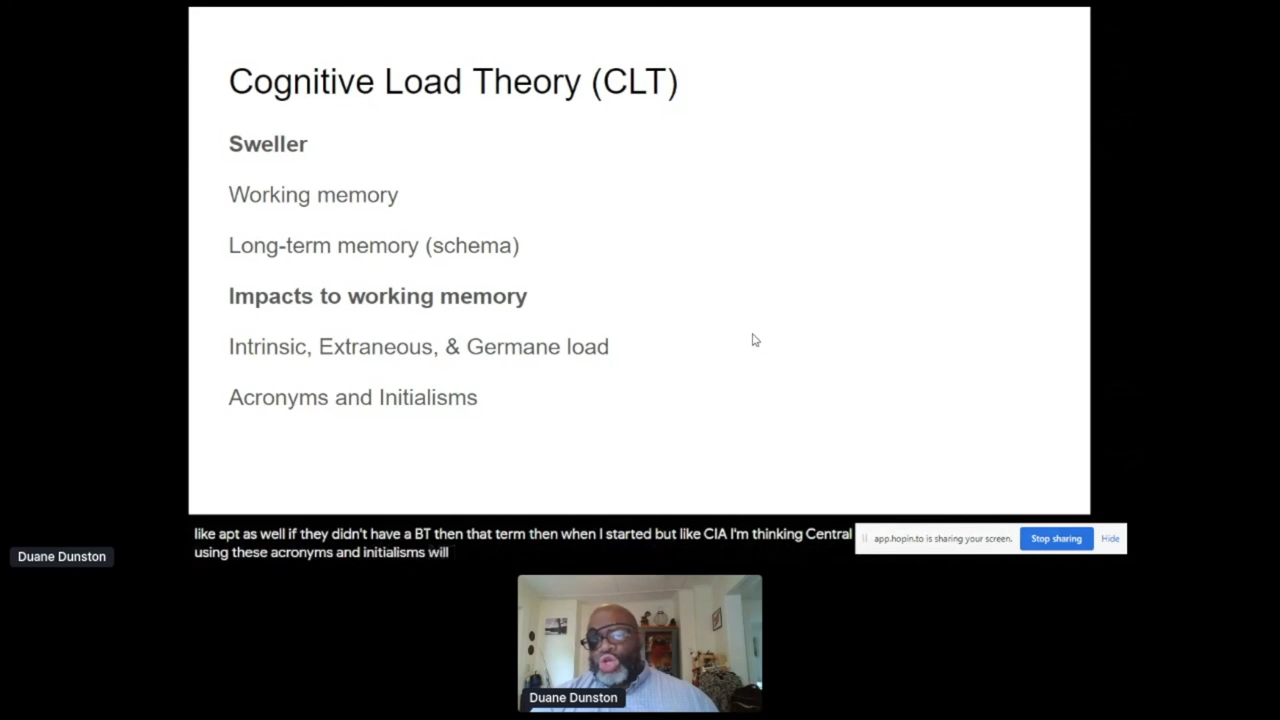 Cognitive Load Theory (CLT)
Sweller
Working memory
Long-term memory (schema)
Impacts to working memory
Intrinsic, Extraneous, & Germane load
Acronyms and Initialisms
like apt as well if they didn't have a BT then that term then when I started but like CIA I'm thinking Central
using these acronyms and initialisms will
app.hopin.to is sharing your screen.
Stop sharing
Hide
Duane Dunston
Duane Dunston